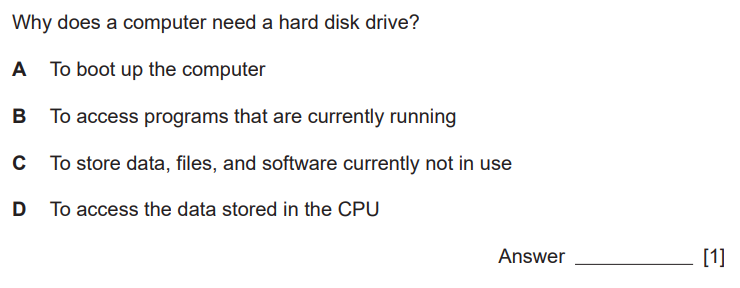 Why does a computer need a hard disk drive?
A To boot up the computer
B To access programs that are currently running
C To store data, files, and software currently not in use
D To access the data stored in the CPU
Answer ___________ [1]